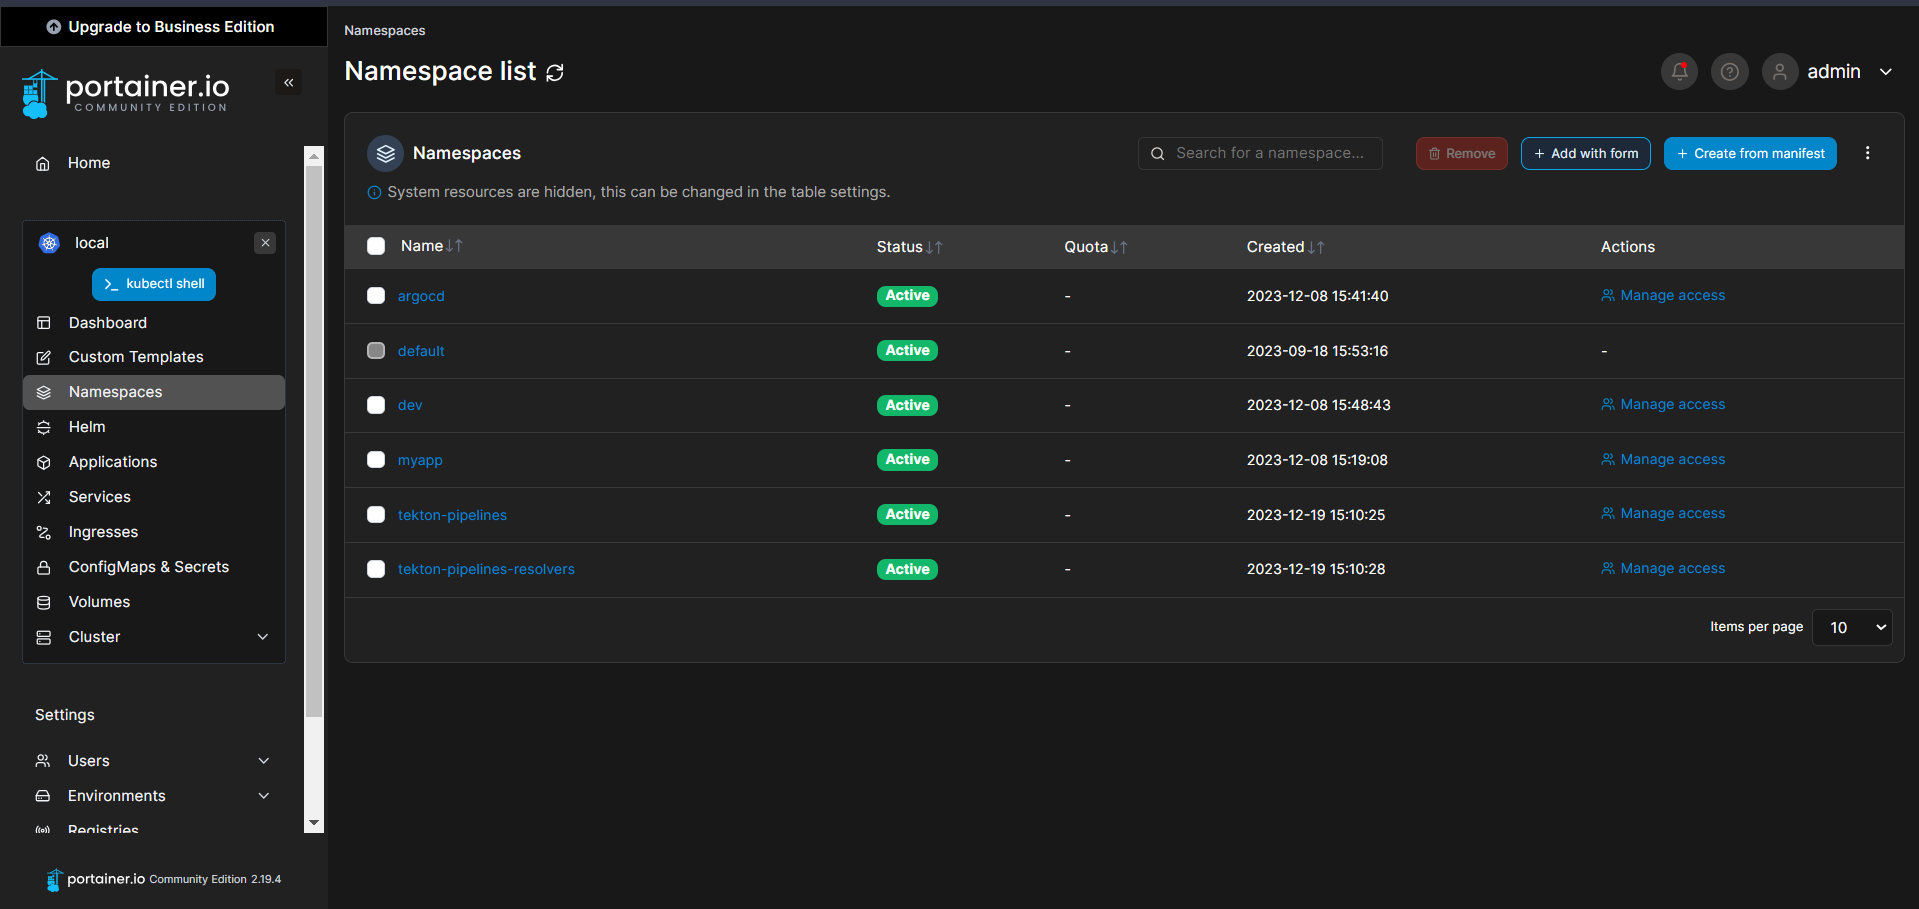 Upgrade to Business Edition
portainer.io
COMMUNITY EDITION
Home
local
kubectl shell
Dashboard
Custom Templates
Namespaces
Helm
Applications
Services
Ingresses
ConfigMaps & Secrets
Volumes
Cluster
Settings
Users
Environments
Registries
portainer.io Community Edition 2.19.4
Namespaces
Namespace list
admin
Namespaces
Search for a namespace...
Remove
+ Add with form
+ Create from manifest
System resources are hidden, this can be changed in the table settings.
Name Status Quota Created Actions
argocd Active - 2023-12-08 15:41:40 Manage access
default Active - 2023-09-18 15:53:16 -
dev Active - 2023-12-08 15:48:43 Manage access
myapp Active - 2023-12-08 15:19:08 Manage access
tekton-pipelines Active - 2023-12-19 15:10:25 Manage access
tekton-pipelines-resolvers Active - 2023-12-19 15:10:28 Manage access
Items per page 10